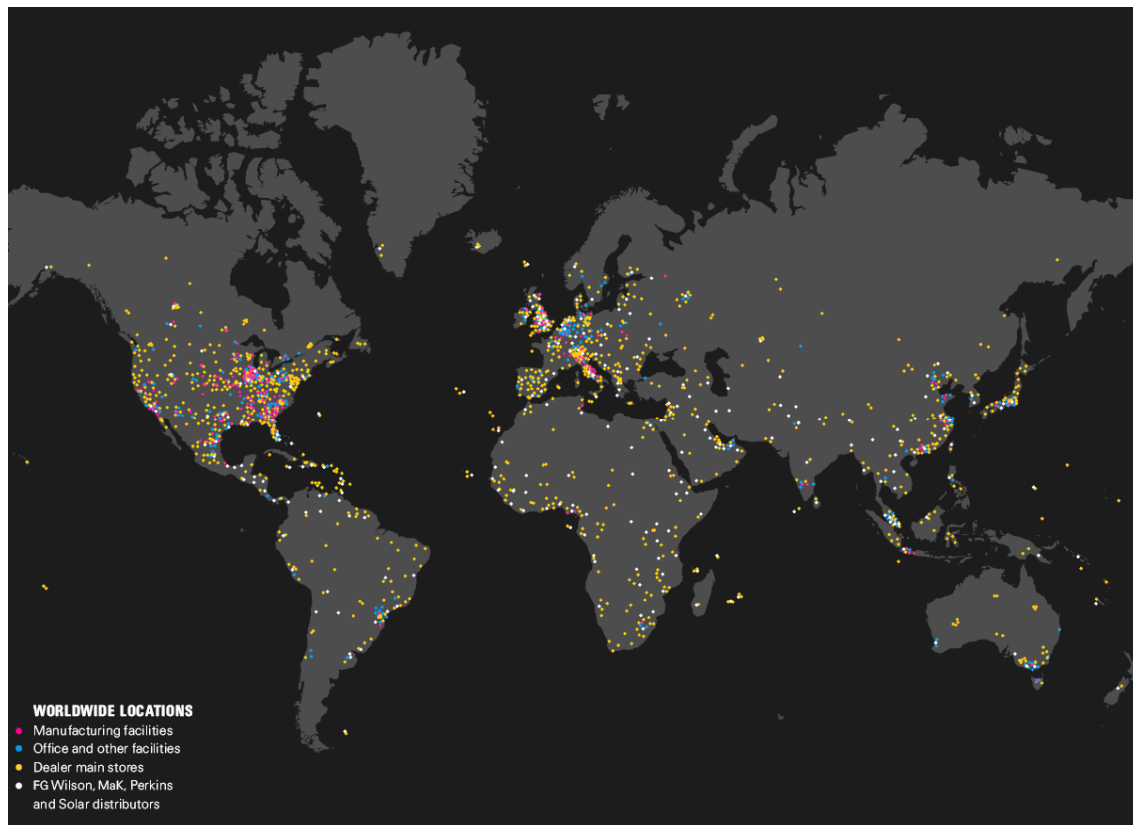 WORLDWIDE LOCATIONS
Manufacturing facilities
Office and other facilities
Dealer main stores
FG Wilson, MaK, Perkins
and Solar distributors